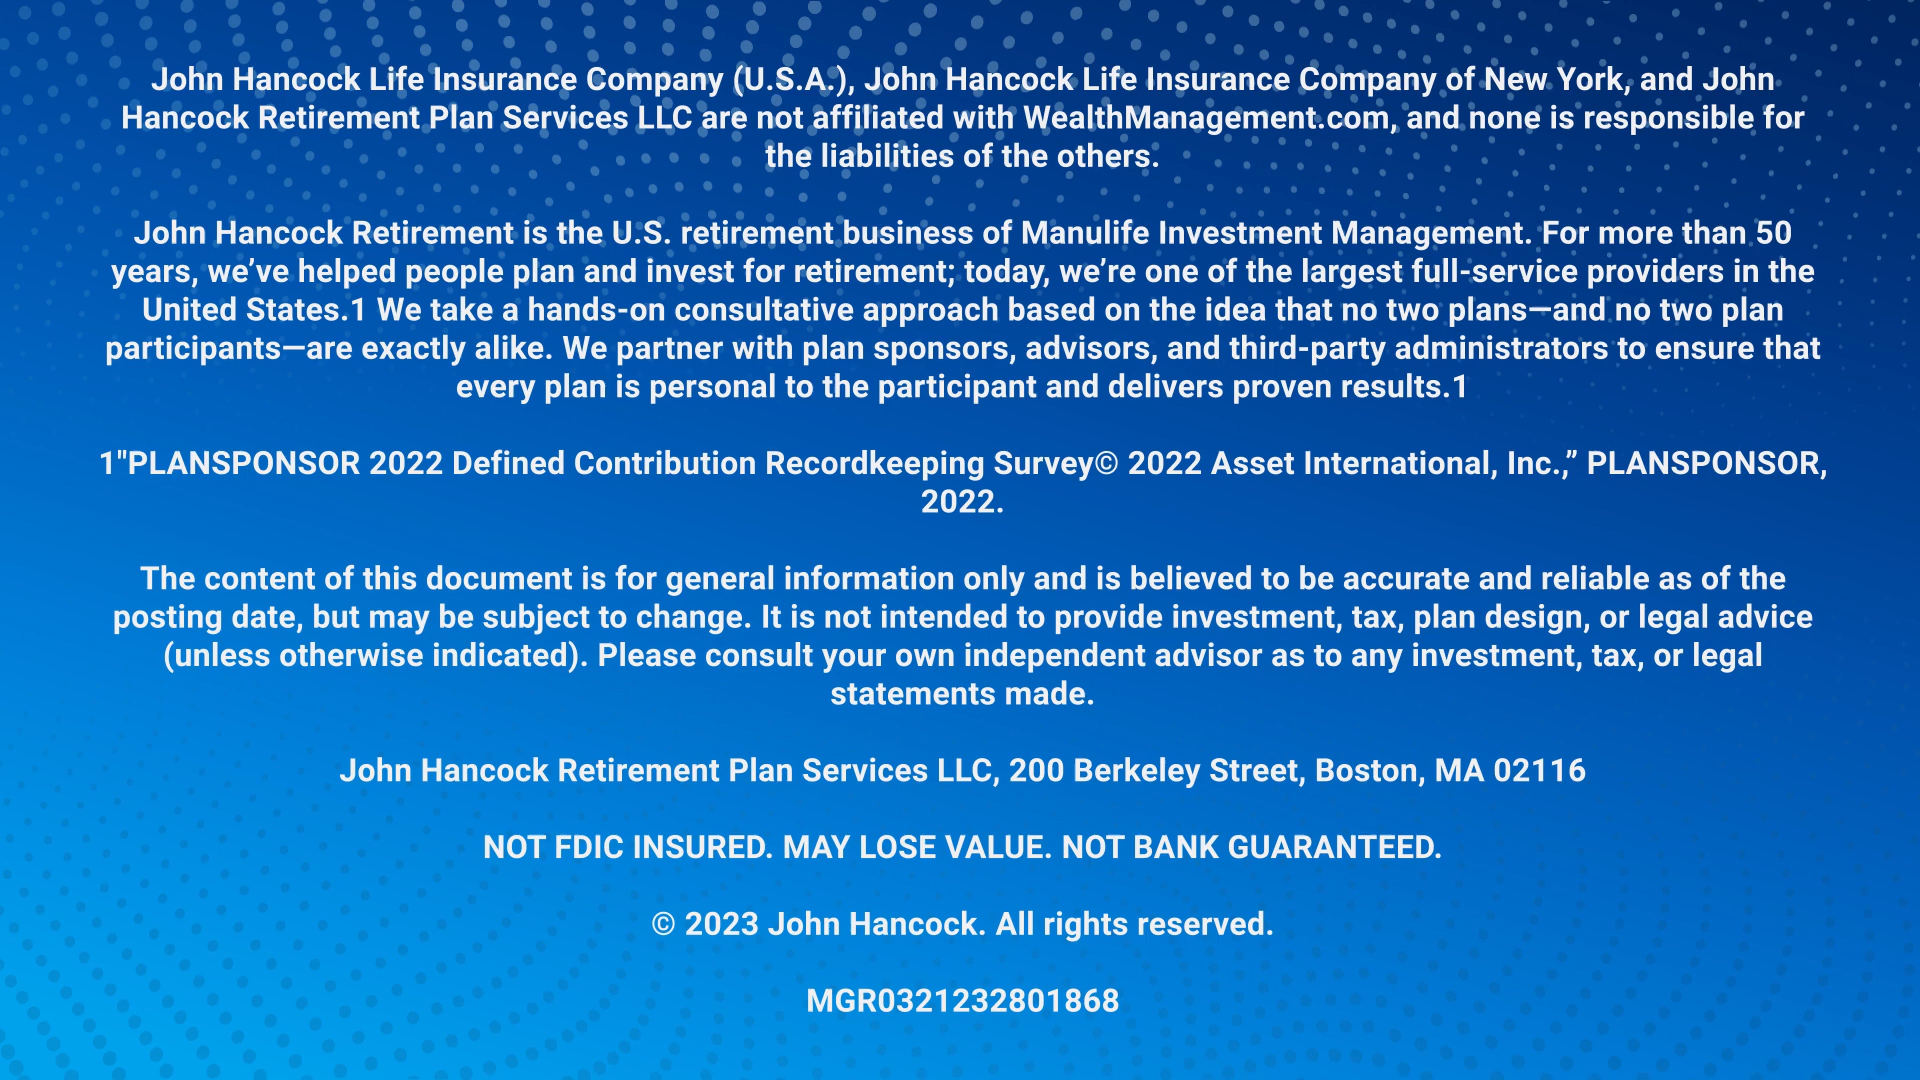 John Hancock Life Insurance Company (U.S.A.), John Hancock Life Insurance Company of New York, and John
Hancock Retirement Plan Services LLC are not affiliated with WealthManagement.com, and none is responsible for
the liabilities of the others.
John Hancock Retirement is the U.S. retirement business of Manulife Investment Management. For more than 50
years, we’ve helped people plan and invest for retirement; today, we’re one of the largest full-service providers in the
United States.1 We take a hands-on consultative approach based on the idea that no two plans—and no two plan
participants—are exactly alike. We partner with plan sponsors, advisors, and third-party administrators to ensure that
every plan is personal to the participant and delivers proven results.1
1"PLANSPONSOR 2022 Defined Contribution Recordkeeping Survey© 2022 Asset International, Inc.,” PLANSPONSOR,
2022.
The content of this document is for general information only and is believed to be accurate and reliable as of the
posting date, but may be subject to change. It is not intended to provide investment, tax, plan design, or legal advice
(unless otherwise indicated). Please consult your own independent advisor as to any investment, tax, or legal
statements made.
John Hancock Retirement Plan Services LLC, 200 Berkeley Street, Boston, MA 02116
NOT FDIC INSURED. MAY LOSE VALUE. NOT BANK GUARANTEED.
© 2023 John Hancock. All rights reserved.
MGR0321232801868